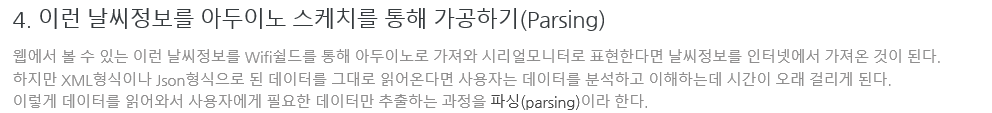 4. 이런 날씨정보를 아두이노 스케치를 통해 가공하기(Parsing)
웹에서 볼 수 있는 이런 날씨정보를 Wifi쉴드를 통해 아두이노로 가져와 시리얼모니터로 표현한다면 날씨정보를 인터넷에서 가져온 것이 된다.
하지만 XML형식이나 Json형식으로 된 데이터를 그대로 읽어온다면 사용자는 데이터를 분석하고 이해하는데 시간이 오래 걸리게 된다.
이렇게 데이터를 읽어와서 사용자에게 필요한 데이터만 추출하는 과정을 파싱(parsing)이라 한다.